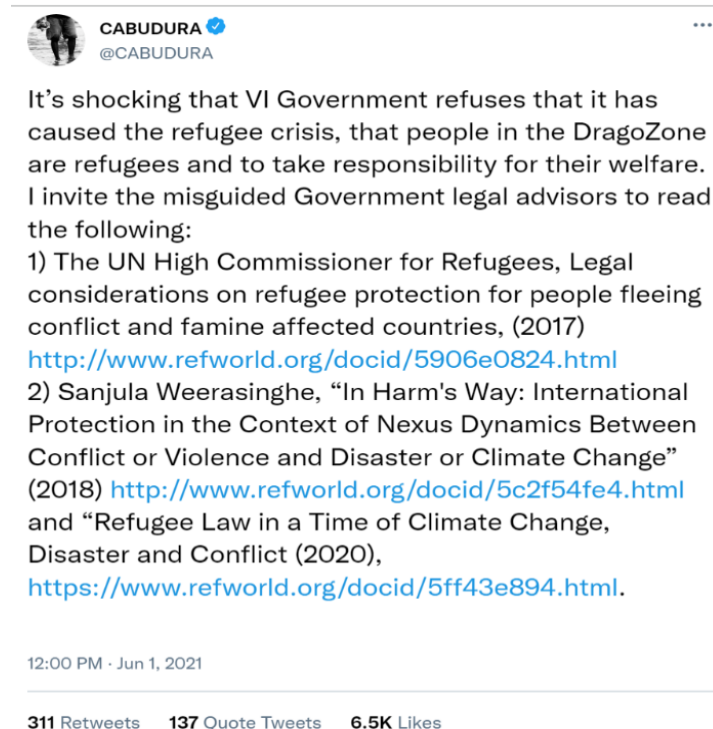 CABUDURA
@CABUDURA
It’s shocking that VI Government refuses that it has
caused the refugee crisis, that people in the DragoZone
are refugees and to take responsibility for their welfare.
I invite the misguided Government legal advisors to read
the following:
1) The UN High Commissioner for Refugees, Legal
considerations on refugee protection for people fleeing
conflict and famine affected countries, (2017)
http://www.refworld.org/docid/5906e0824.html
2) Sanjula Weerasinghe, “In Harm's Way: International
Protection in the Context of Nexus Dynamics Between
Conflict or Violence and Disaster or Climate Change”
(2018) http://www.refworld.org/docid/5c2f54fe4.html
and “Refugee Law in a Time of Climate Change,
Disaster and Conflict (2020),
https://www.refworld.org/docid/5ff43e894.html.
12:00 PM · Jun 1, 2021
311 Retweets 137 Quote Tweets 6.5K Likes